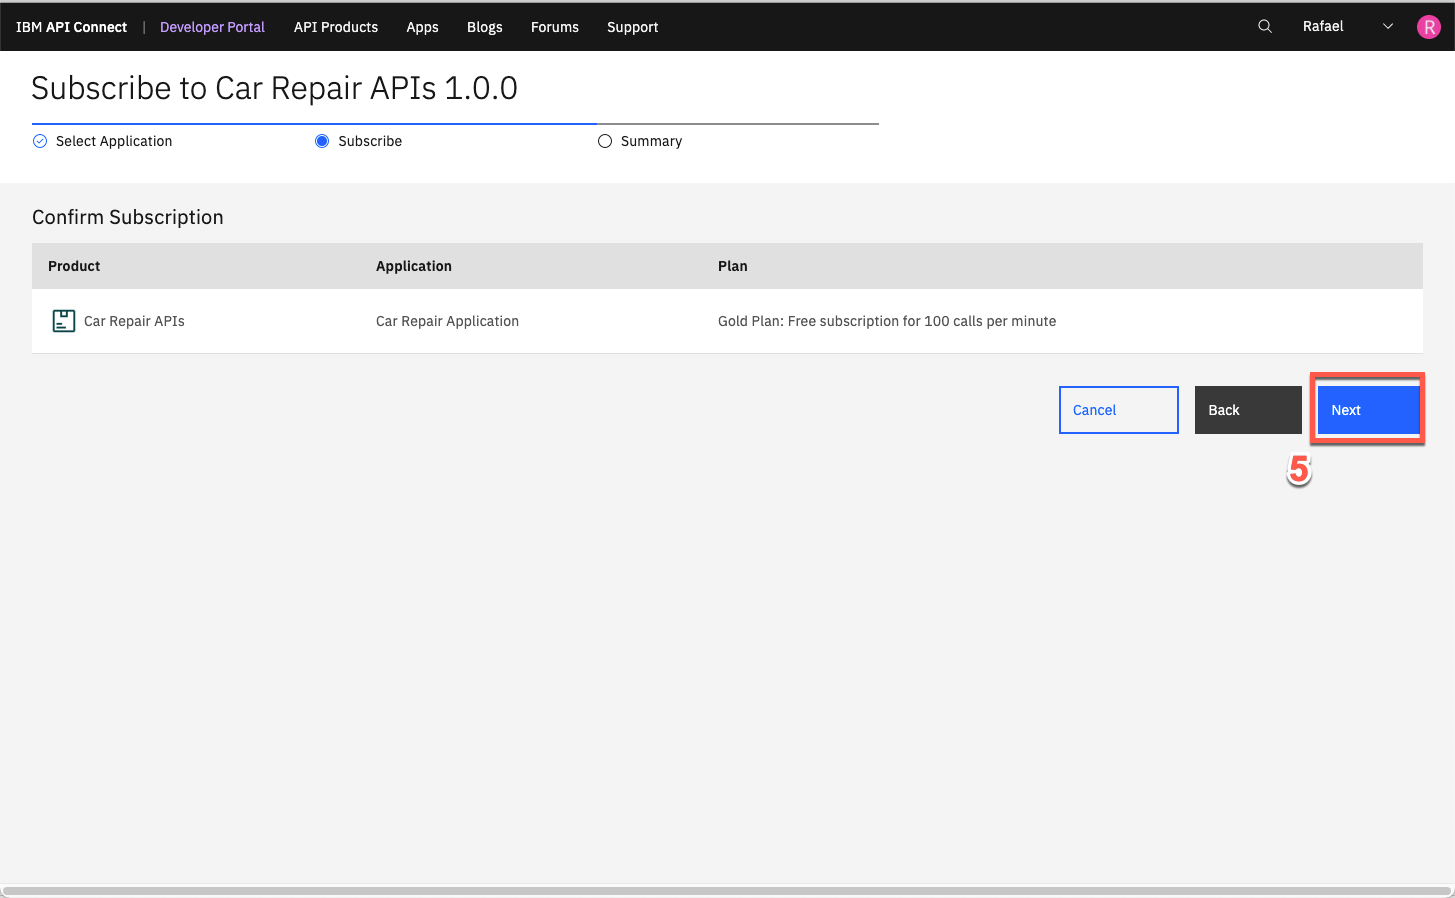 IBM API Connect | Developer Portal API Products Apps Blogs Forums Support Rafael R
Subscribe to Car Repair APIs 1.0.0
Select Application Subscribe Summary
Confirm Subscription
Product Application Plan
Car Repair APIs Car Repair Application Gold Plan: Free subscription for 100 calls per minute
Cancel Back Next
5